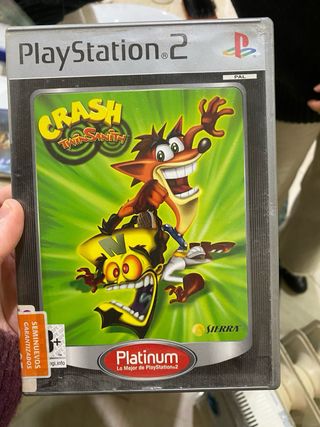 PlayStation®2
PAL
CRASH
TWINSANITY
SIERRA
SEMINUEVOS
GARANTIZADOS
3+
Platinum
Lo Mejor de PlayStation®2